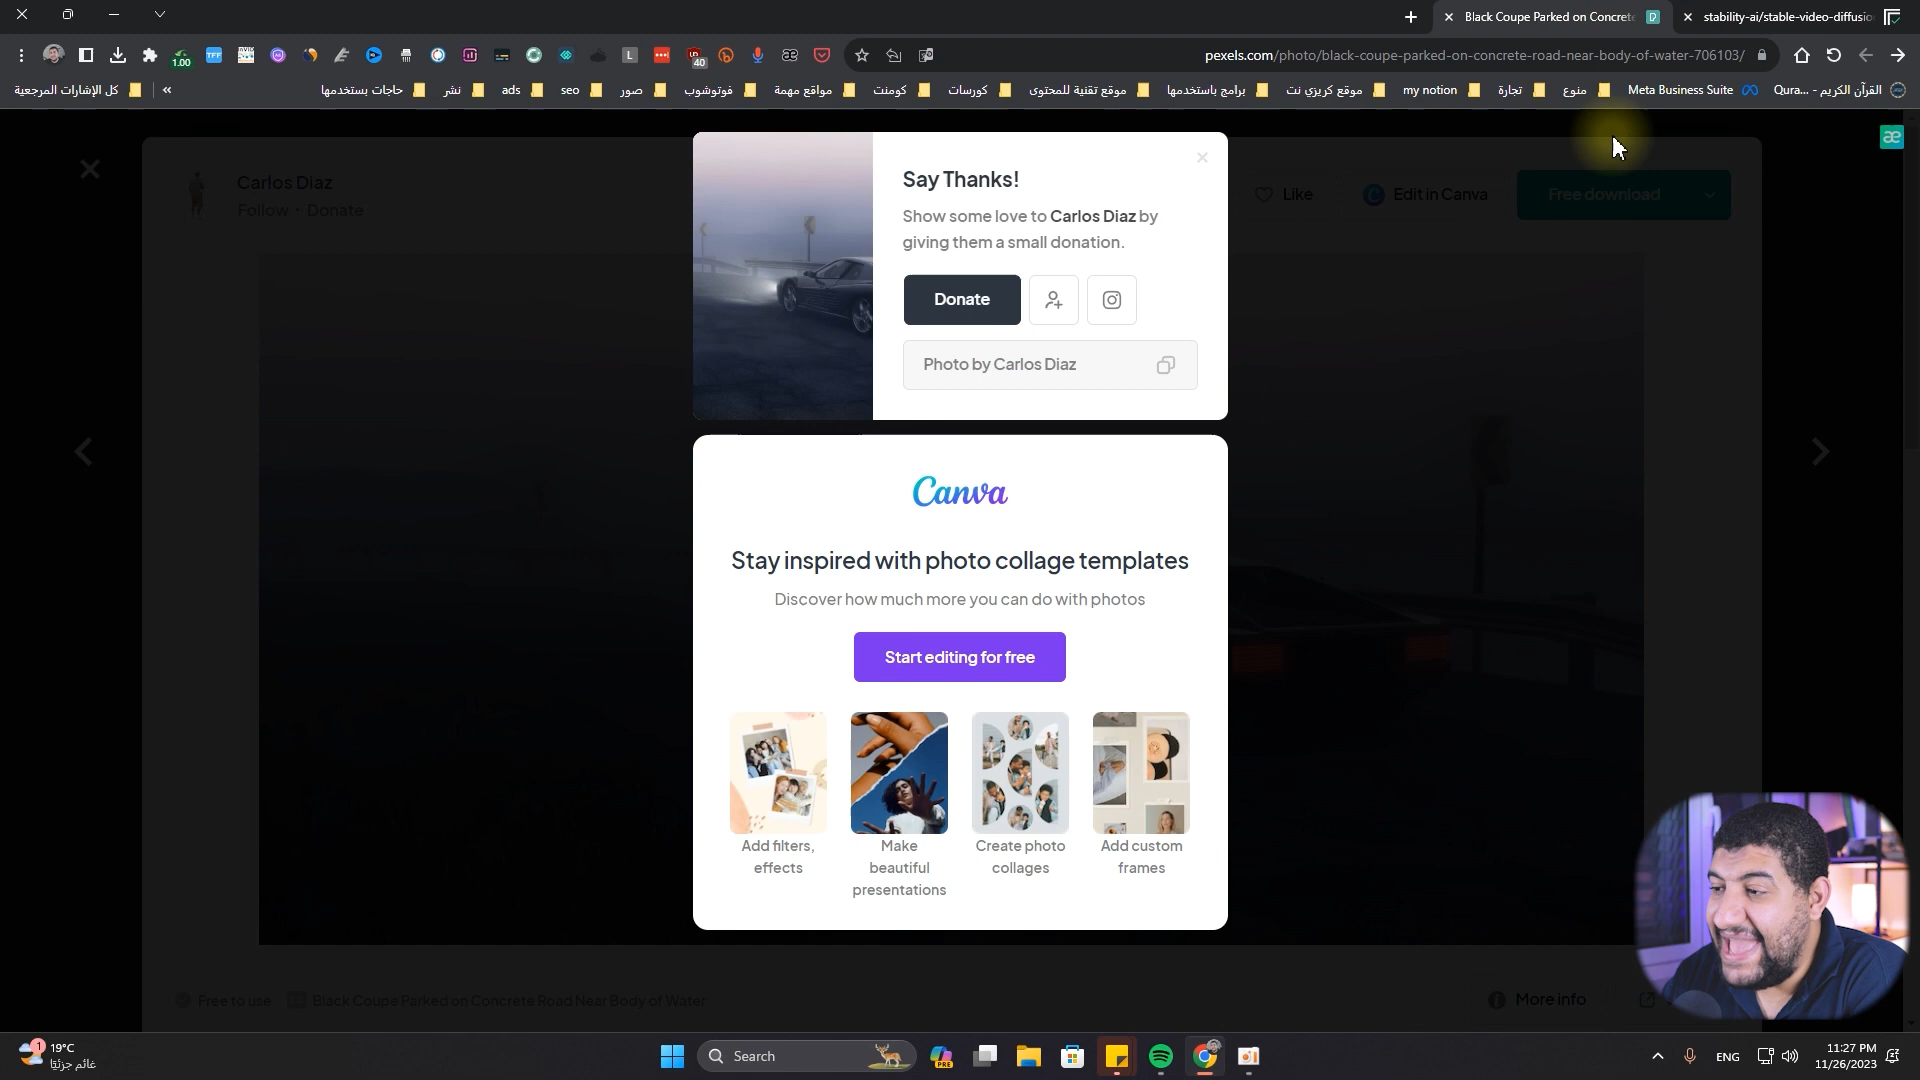 Black Coupe Parked on Concrete
stability-ai/stable-video-diffusio
1.00
TFF
40
pexels.com/photo/black-coupe-parked-on-concrete-road-near-body-of-water-706103/
كل الإشارات المرجعية
حاجات بستخدمها
نشر
ads
seo
صور
فوتوشوب
مواقع مهمة
كومنت
كورسات
موقع تقنية للمحتوى
برامج باستخدمها
موقع كريزي نت
my notion
تجارة
منوع
Meta Business Suite
القرآن الكريم - Qura...
Carlos Diaz
Follow • Donate
Like
Edit in Canva
Free download
Say Thanks!
Show some love to Carlos Diaz by
giving them a small donation.
Donate
Photo by Carlos Diaz
Canva
Stay inspired with photo collage templates
Discover how much more you can do with photos
Start editing for free
Add filters,
effects
Make
beautiful
presentations
Create photo
collages
Add custom
frames
Free to use
Black Coupe Parked on Concrete Road Near Body of Water
More info
1
19°C
غائم جزئيًا
Search
PRE
ENG
11:27 PM
11/26/2023